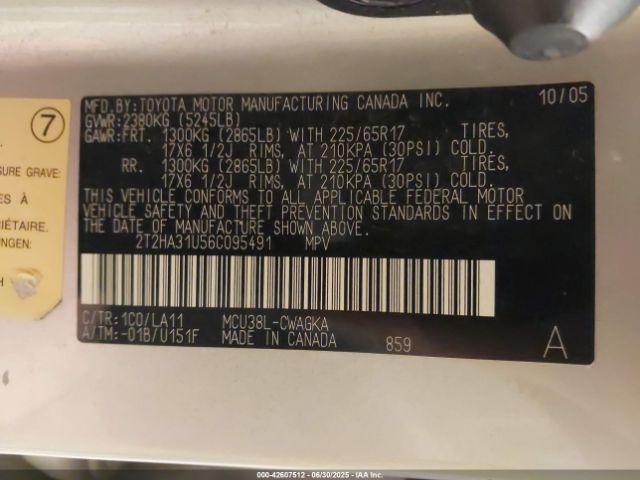 MFD.BY:TOYOTA MOTOR MANUFACTURING CANADA INC. 10/05
GVWR:2380KG (5245LB)
GAWR:FRT. 1300KG (2865LB) WITH 225/65R17 TIRES,
17X6 1/2J RIMS, AT 210KPA (30PSI) COLD.
RR. 1300KG (2865LB) WITH 225/65R17 TIRES,
17X6 1/2J RIMS, AT 210KPA (30PSI) COLD.
THIS VEHICLE CONFORMS TO ALL APPLICABLE FEDERAL MOTOR
VEHICLE SAFETY AND THEFT PREVENTION STANDARDS IN EFFECT ON
THE DATE OF MANUFACTURE SHOWN ABOVE.
2T2HA31U56C095491 MPV
C/TR:1C0/LA11 MCU38L-CWAGKA
A/TM:-01B/U151F MADE IN CANADA 859 A
7
SURE GRAVE:
ÈS À
RIÉTAIRE.
UNGEN:
000-42607512 - 06/30/2025 - IAA Inc.